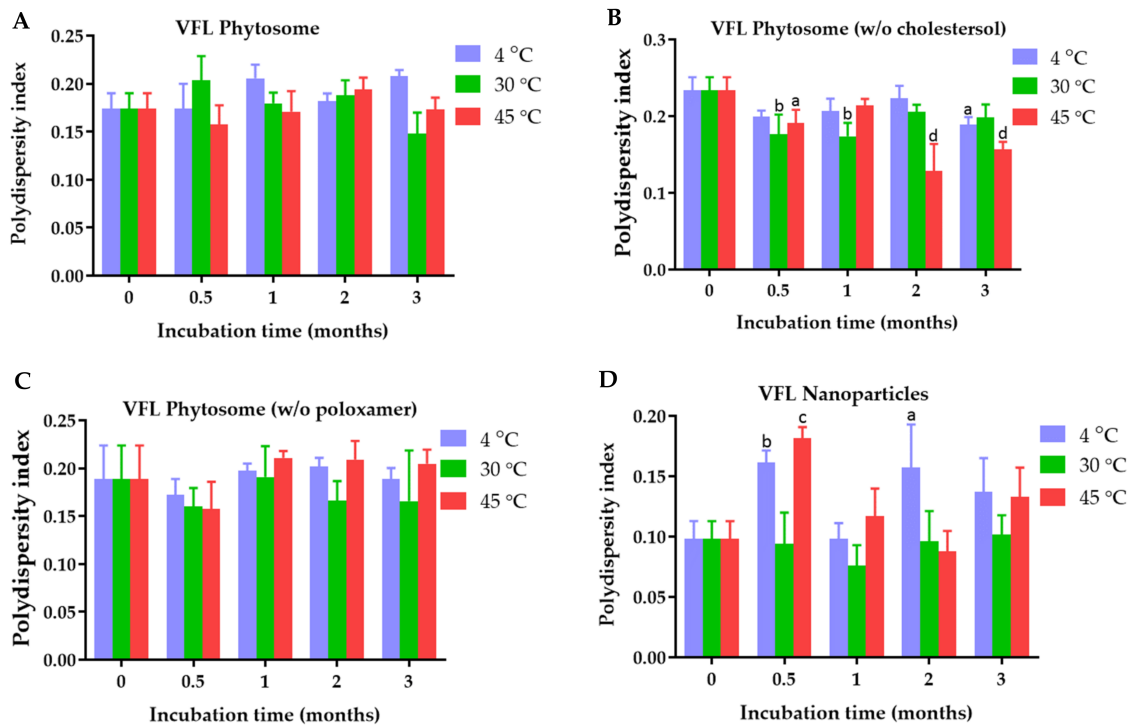 A
VFL Phytosome
0.25
0.20
0.15
0.10
0.05
0.00
Polydispersity index
4 °C
30 °C
45 °C
0 0.5 1 2 3
Incubation time (months)
B
VFL Phytosome (w/o cholestersol)
0.3
0.2
0.1
0.0
Polydispersity index
b a b d a d
4 °C
30 °C
45 °C
0 0.5 1 2 3
Incubation time (months)
C
VFL Phytosome (w/o poloxamer)
0.25
0.20
0.15
0.10
0.05
0.00
Polydispersity index
4 °C
30 °C
45 °C
0 0.5 1 2 3
Incubation time (months)
D
VFL Nanoparticles
0.20
0.15
0.10
0.05
0.00
Polydispersity index
b c a
4 °C
30 °C
45 °C
0 0.5 1 2 3
Incubation time (months)